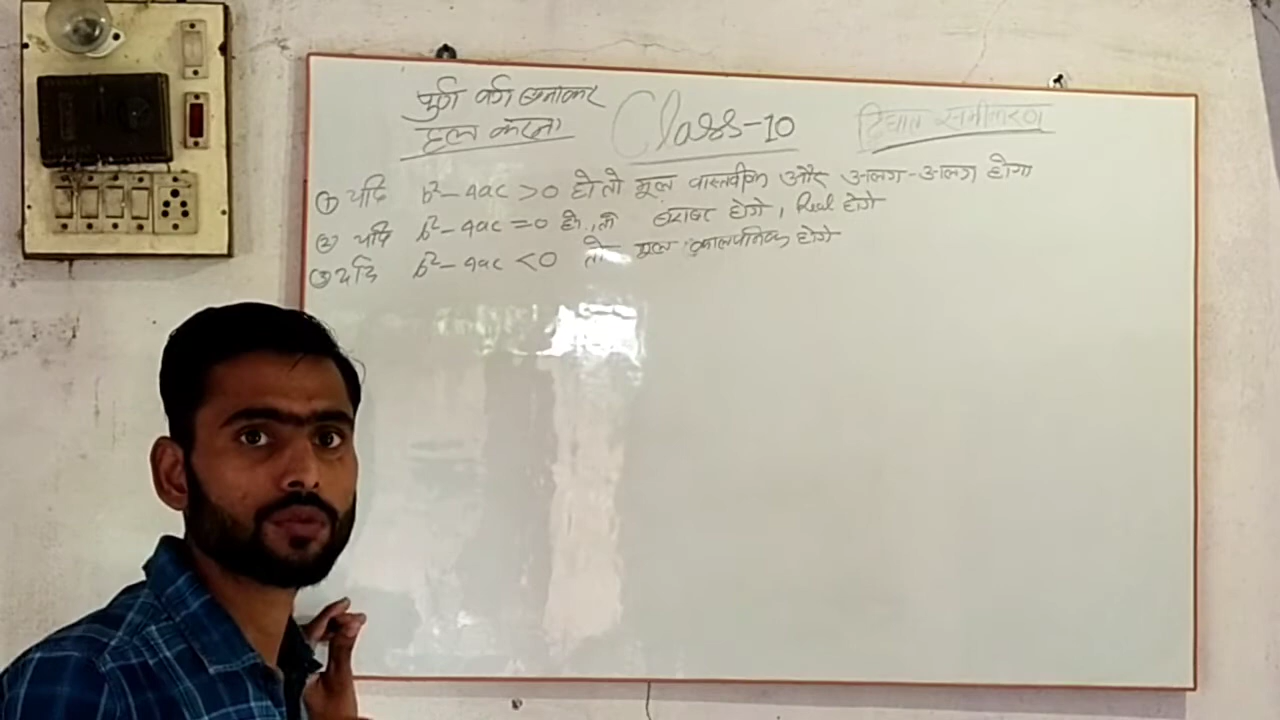 पुर्ण वर्ग बनाकर
हल करना
Class-10
द्विघात समीकरण
① यदि b²-4ac >0 हो तो मूल वास्तवीक और अलग-अलग होगा
② यदि b²-4ac =0 हो, तो बराबर होगे, Real होगे
③ यदि b²-4ac <0 तो मूल काल्पनिक होगे